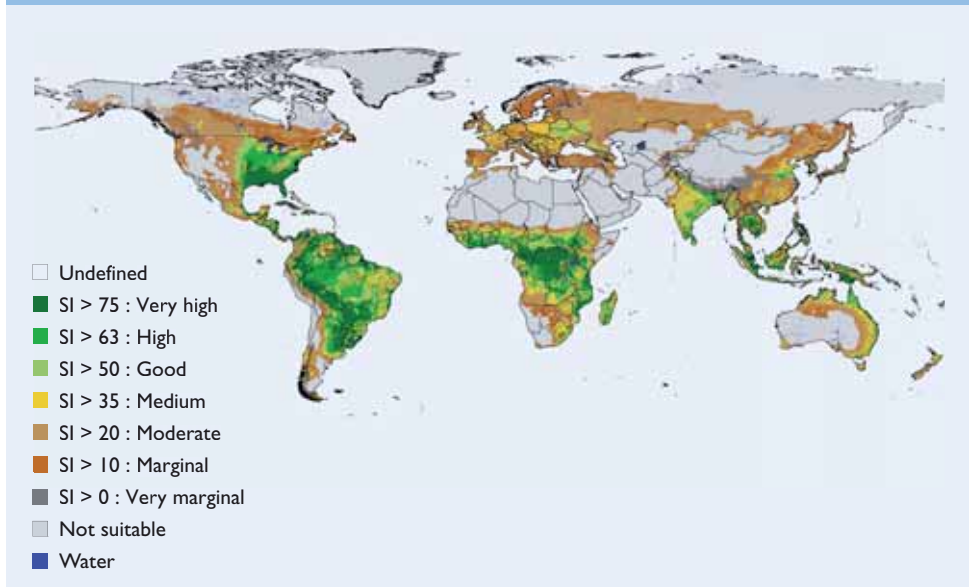 Undefined
SI > 75 : Very high
SI > 63 : High
SI > 50 : Good
SI > 35 : Medium
SI > 20 : Moderate
SI > 10 : Marginal
SI > 0 : Very marginal
Not suitable
Water